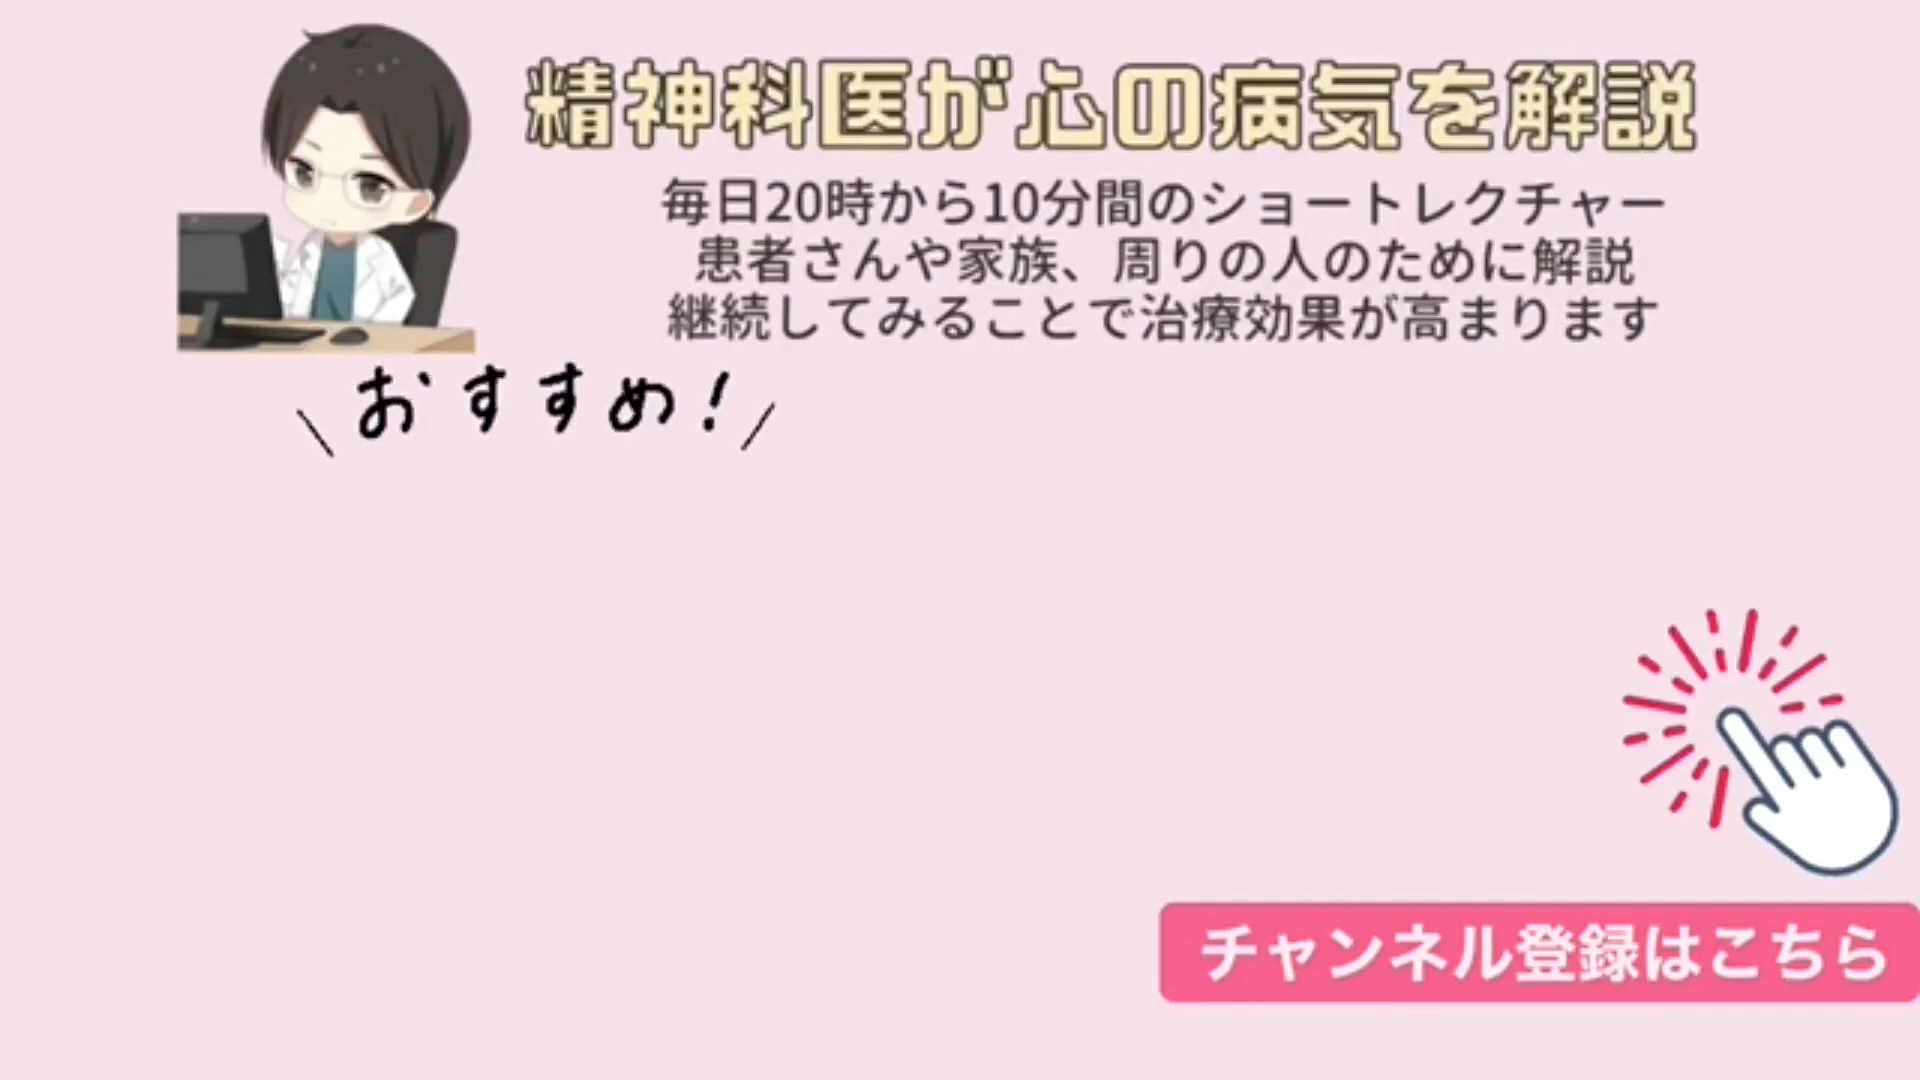 精神科医が心の病気を解説
毎日20時から10分間のショートレクチャー
患者さんや家族、周りの人のために解説
継続してみることで治療効果が高まります
おすすめ！
チャンネル登録はこちら